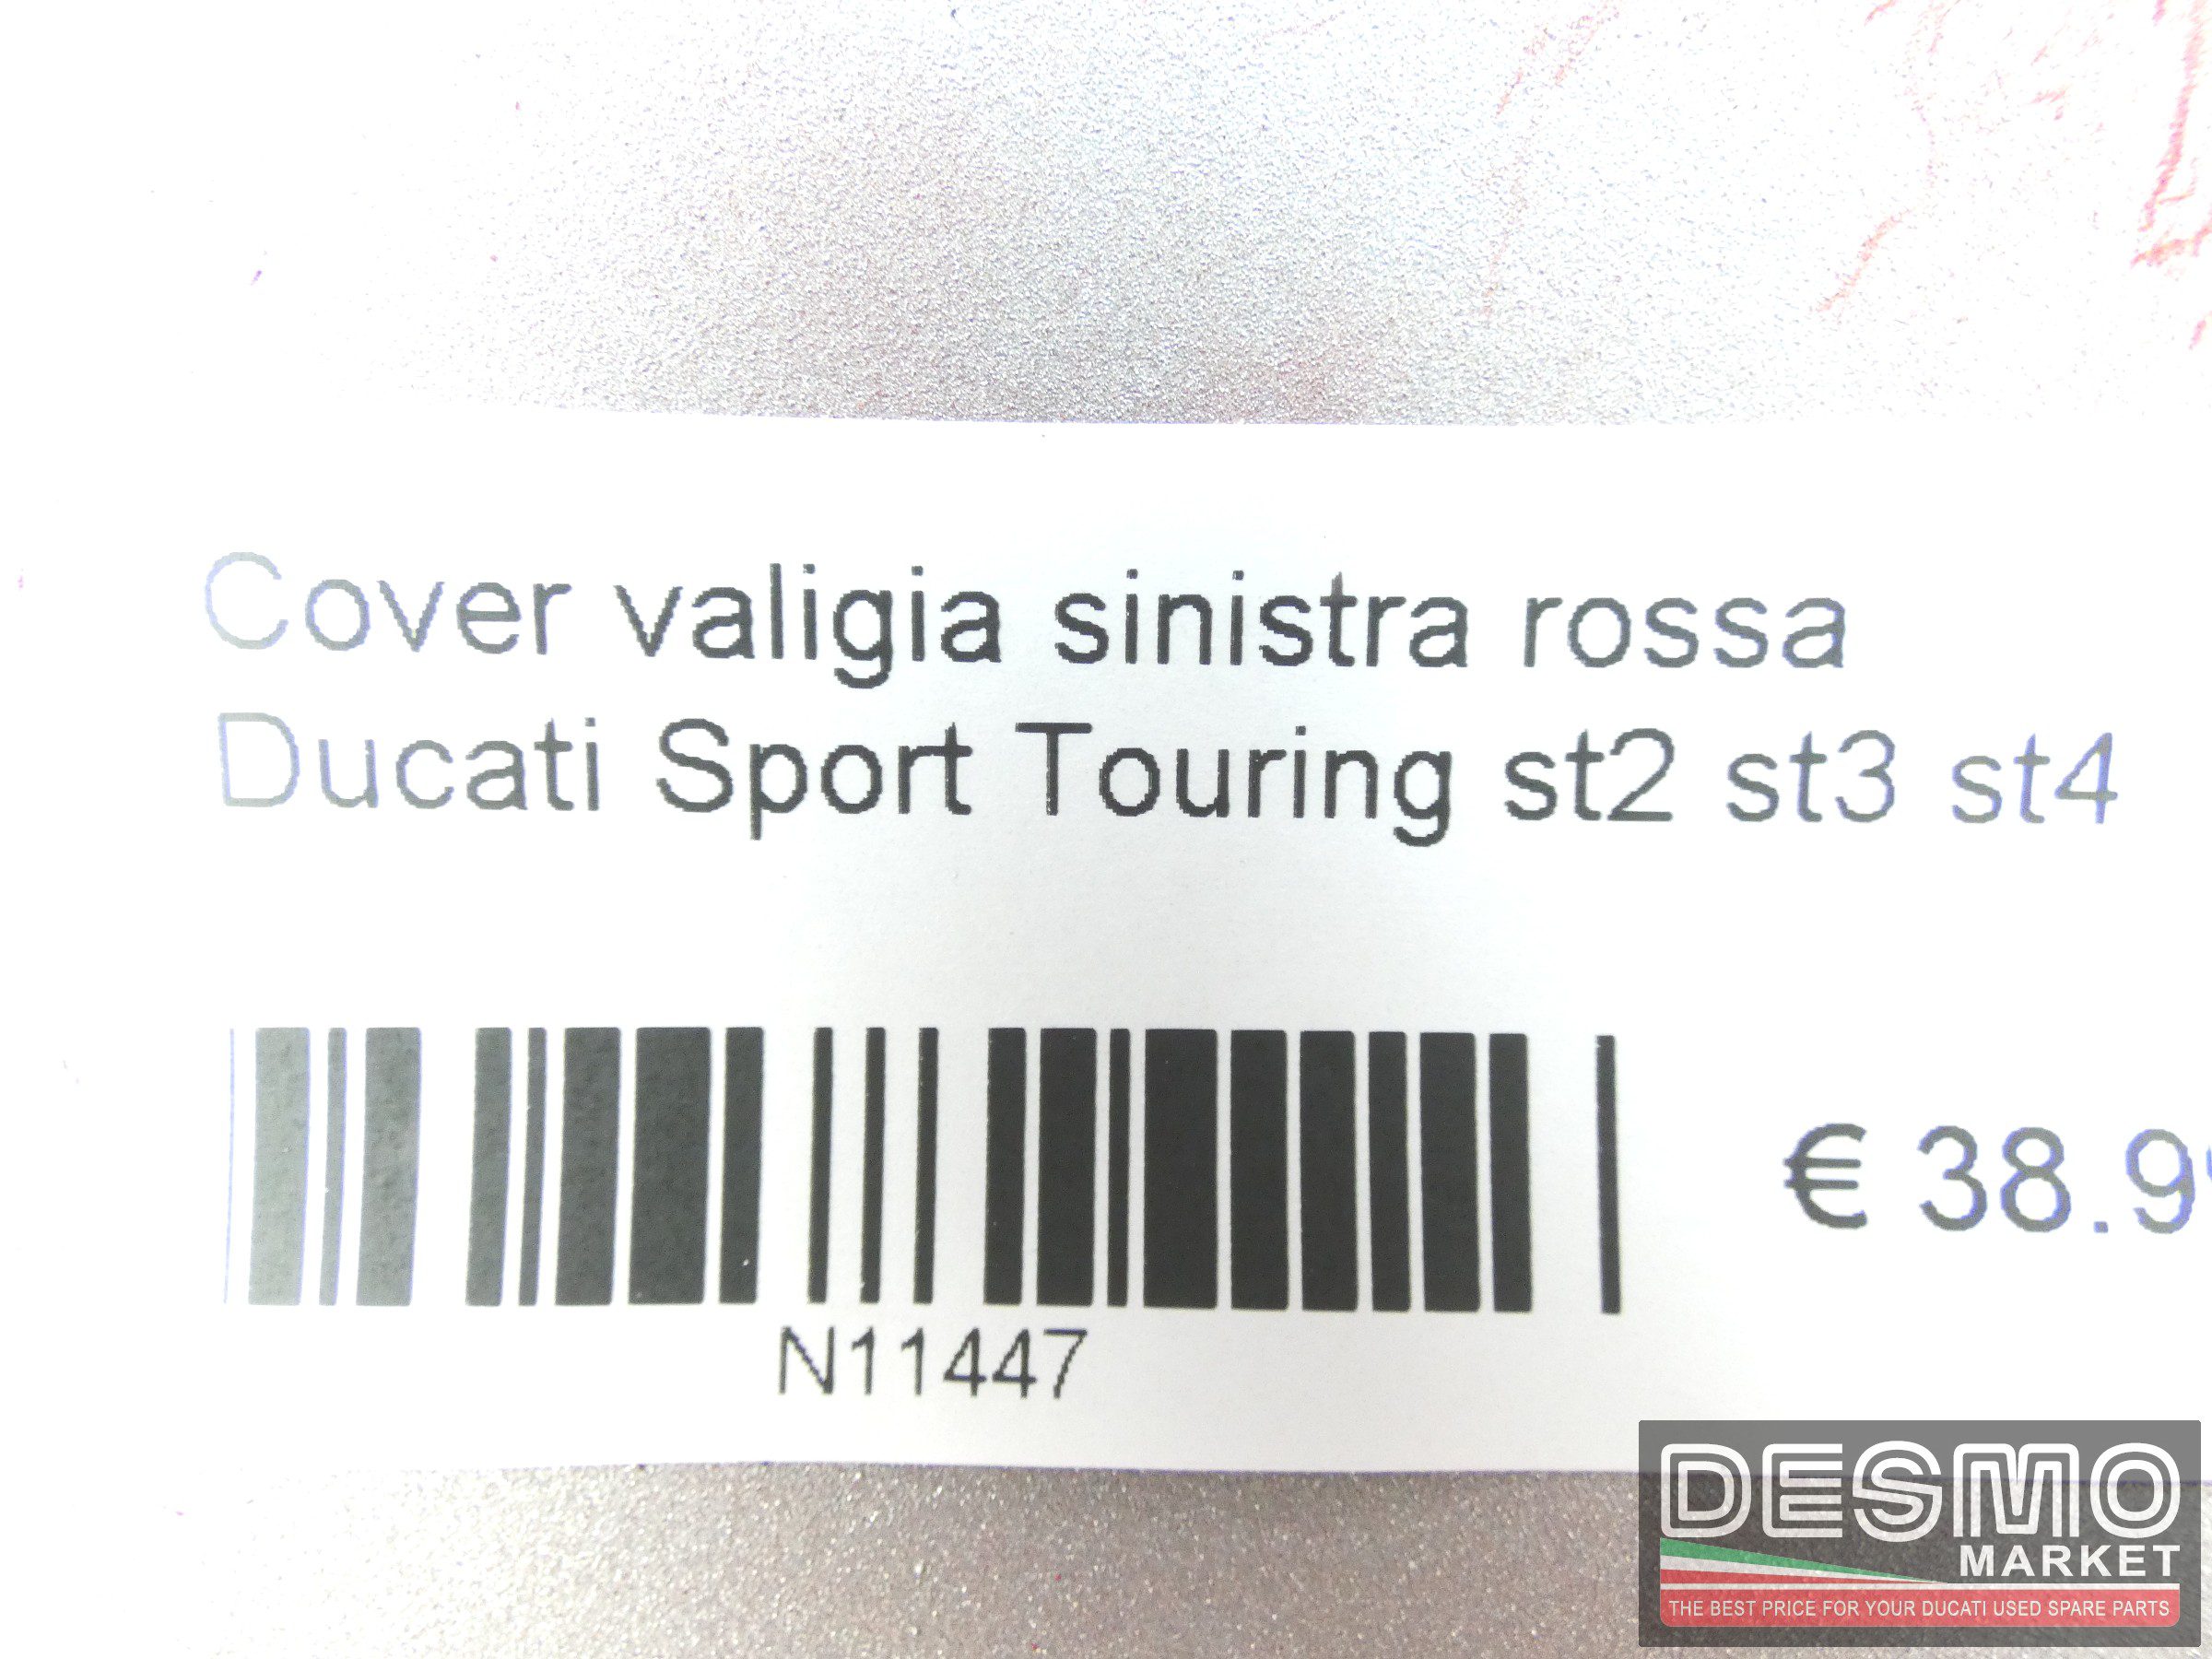 Cover valigia sinistra rossa
Ducati Sport Touring st2 st3 st4
€ 38.9
N11447
DESMO
MARKET
THE BEST PRICE FOR YOUR DUCATI USED SPARE PARTS